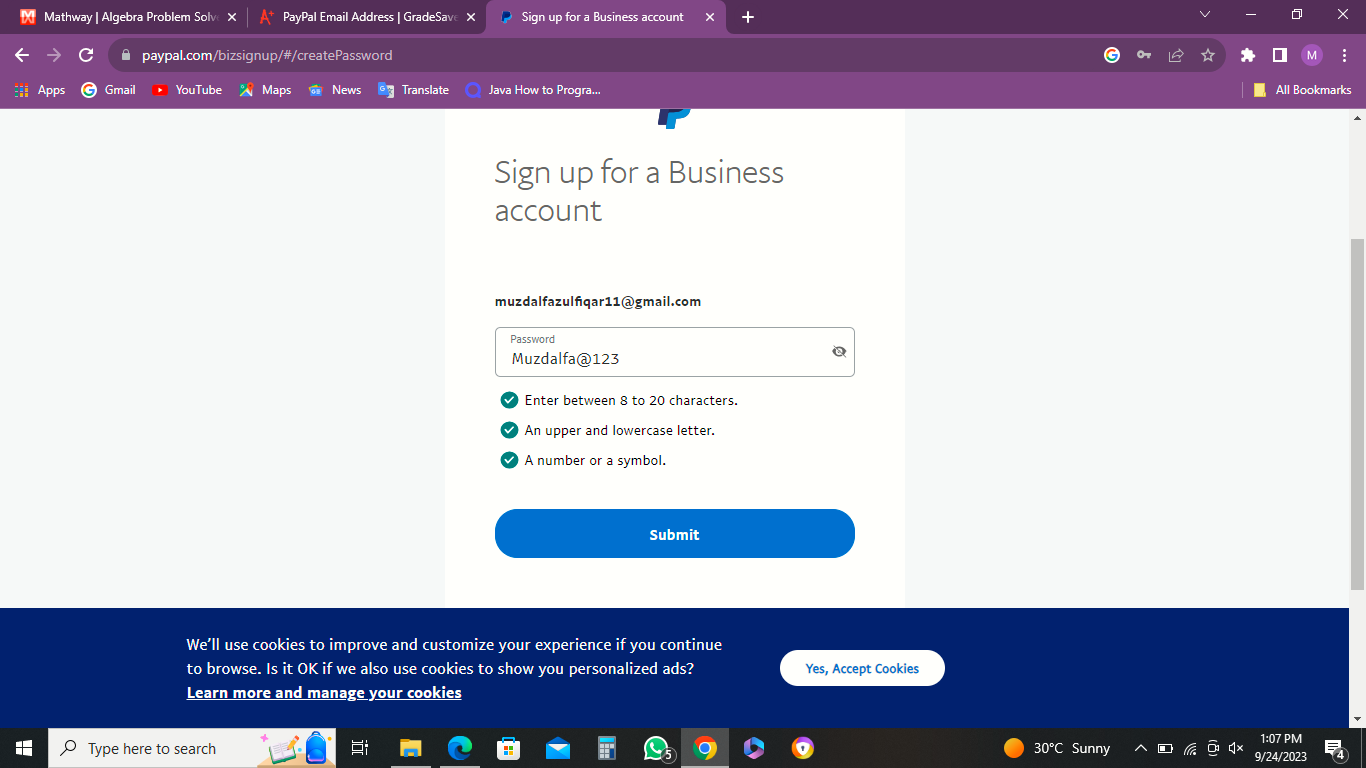 Mathway | Algebra Problem Solv
PayPal Email Address | GradeSave
Sign up for a Business account
paypal.com/bizsignup/#/createPassword
M
Apps
Gmail
YouTube
Maps
News
Translate
Java How to Progra...
All Bookmarks
Sign up for a Business
account
muzdalfazulfiqar11@gmail.com
Password
Muzdalfa@123
Enter between 8 to 20 characters.
An upper and lowercase letter.
A number or a symbol.
Submit
We'll use cookies to improve and customize your experience if you continue
to browse. Is it OK if we also use cookies to show you personalized ads?
Learn more and manage your cookies
Yes, Accept Cookies
Type here to search
5
30°C Sunny
1:07 PM
9/24/2023
4